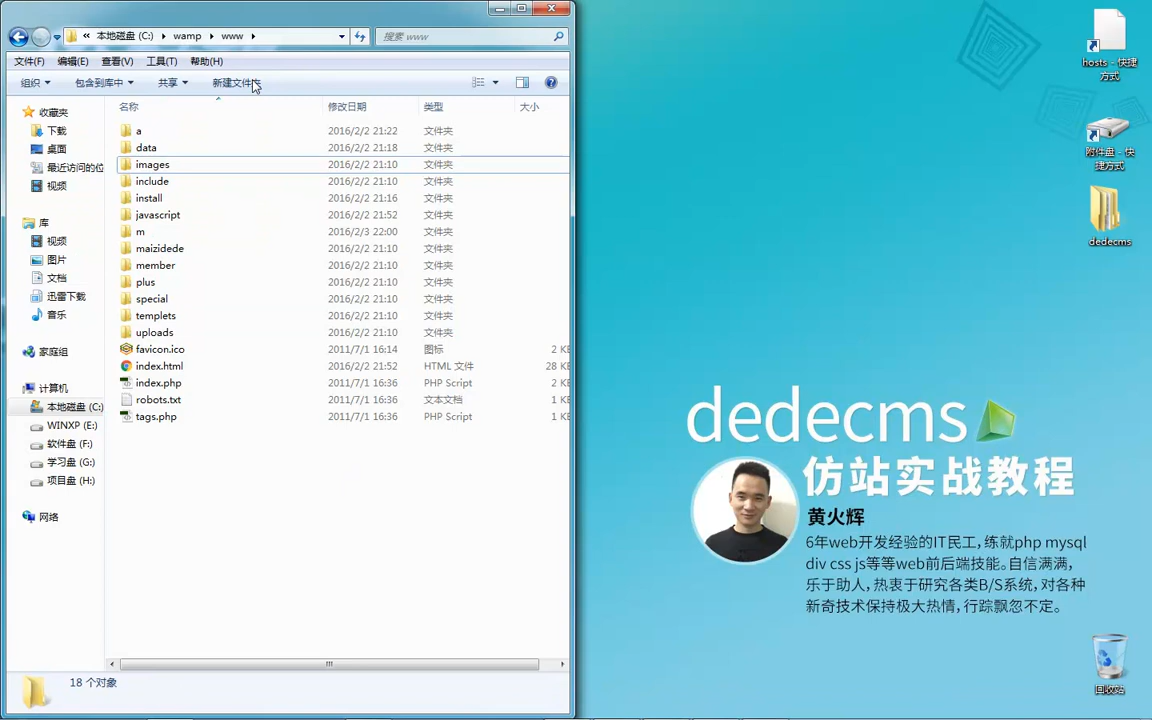 « 本地磁盘 (C:) ▸ wamp ▸ www ▸
搜索 www
文件(F) 编辑(E) 查看(V) 工具(T) 帮助(H)
组织 包含到库中 共享 新建文件
名称 修改日期 类型 大小
收藏夹
下载
桌面
最近访问的位
视频
库
视频
图片
文档
迅雷下载
音乐
家庭组
计算机
本地磁盘 (C:)
WINXP (E:)
软件盘 (F:)
学习盘 (G:)
项目盘 (H:)
网络
a 2016/2/2 21:22 文件夹
data 2016/2/2 21:18 文件夹
images 2016/2/2 21:10 文件夹
include 2016/2/2 21:10 文件夹
install 2016/2/2 21:16 文件夹
javascript 2016/2/2 21:52 文件夹
m 2016/2/3 22:00 文件夹
maizidede 2016/2/2 21:10 文件夹
member 2016/2/2 21:10 文件夹
plus 2016/2/2 21:10 文件夹
special 2016/2/2 21:10 文件夹
templets 2016/2/2 21:10 文件夹
uploads 2016/2/2 21:10 文件夹
favicon.ico 2011/7/1 16:14 图标 2 KB
index.html 2016/2/2 21:52 HTML 文件 28 KB
index.php 2011/7/1 16:36 PHP Script 2 KB
robots.txt 2011/7/1 16:36 文本文档 1 KB
tags.php 2011/7/1 16:36 PHP Script 1 KB
18 个对象
hosts - 快捷
方式
附件盘 - 快
捷方式
dedecms
dedecms
仿站实战教程
黄火辉
6年web开发经验的IT民工,练就php mysql
div css js等等web前后端技能。自信满满,
乐于助人,热衷于研究各类B/S系统,对各种
新奇技术保持极大热情,行踪飘忽不定。
回收站